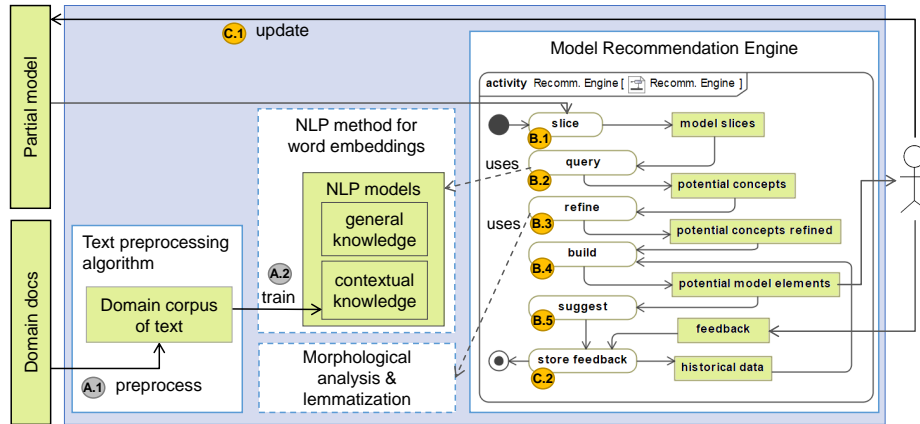 Partial model
Domain docs
C.1 update
Text preprocessing
algorithm
Domain corpus
of text
A.1 preprocess
A.2
train
NLP method for
word embeddings
NLP models
general
knowledge
contextual
knowledge
Morphological
analysis &
lemmatization
uses
uses
Model Recommendation Engine
activity Recomm. Engine [ Recomm. Engine ]
slice
B.1
model slices
query
B.2
potential concepts
refine
B.3
potential concepts refined
build
B.4
potential model elements
suggest
B.5
feedback
store feedback
C.2
historical data